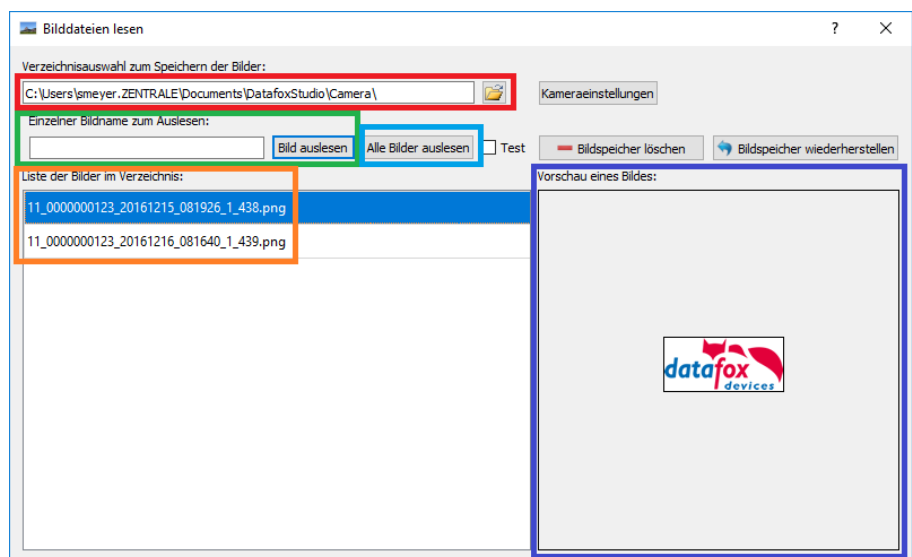 Bilddateien lesen
?
Verzeichnisauswahl zum Speichern der Bilder:
C:\Users\smeyer.ZENTRALE\Documents\DatafoxStudio\Camera\
Kameraeinstellungen
Einzelner Bildname zum Auslesen:
Bild auslesen
Alle Bilder auslesen
Test
Bildspeicher löschen
Bildspeicher wiederherstellen
Liste der Bilder im Verzeichnis:
Vorschau eines Bildes:
11_0000000123_20161215_081926_1_438.png
11_0000000123_20161216_081640_1_439.png
datafox
devices